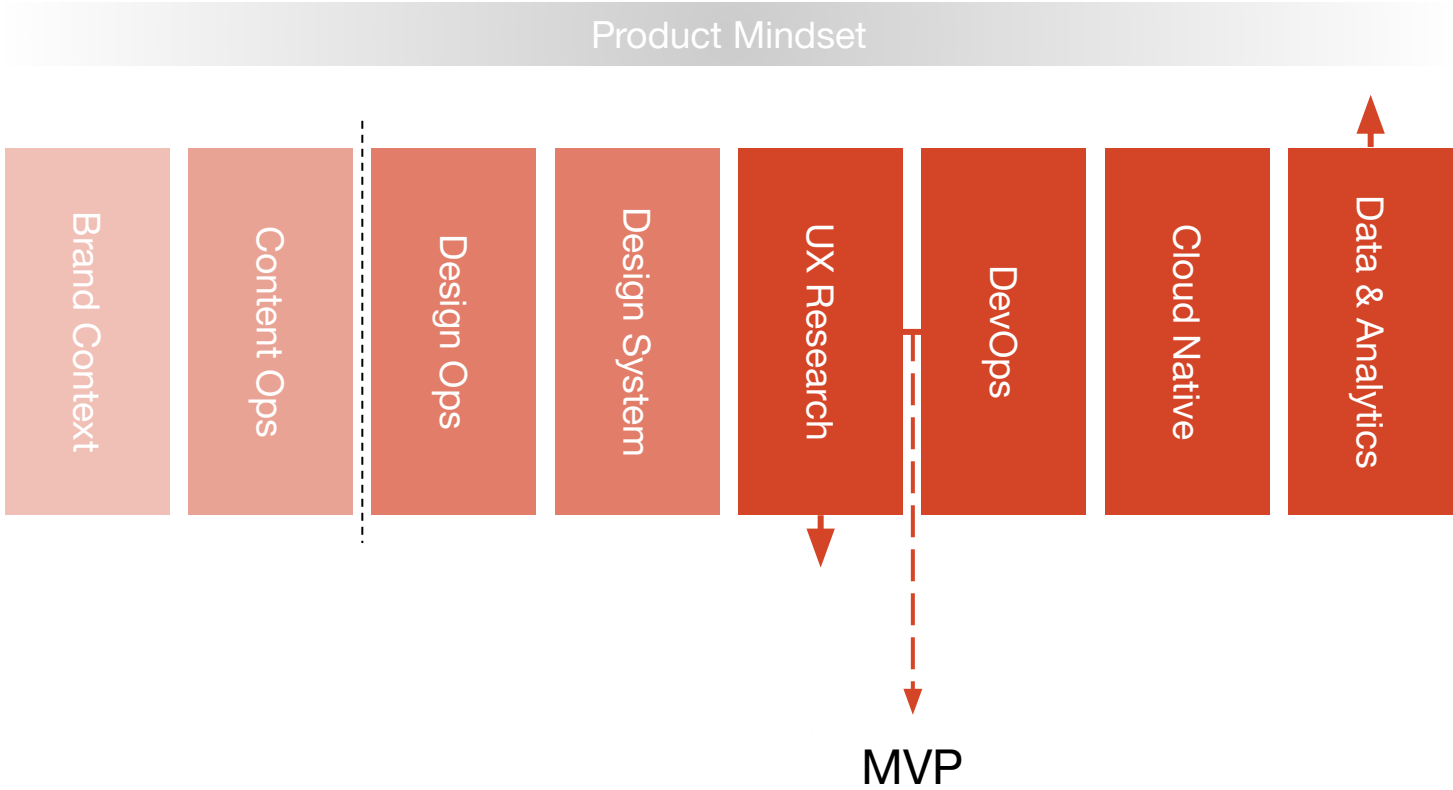 Product Mindset
Brand Context
Content Ops
Design Ops
Design System
UX Research
DevOps
Cloud Native
Data & Analytics
MVP